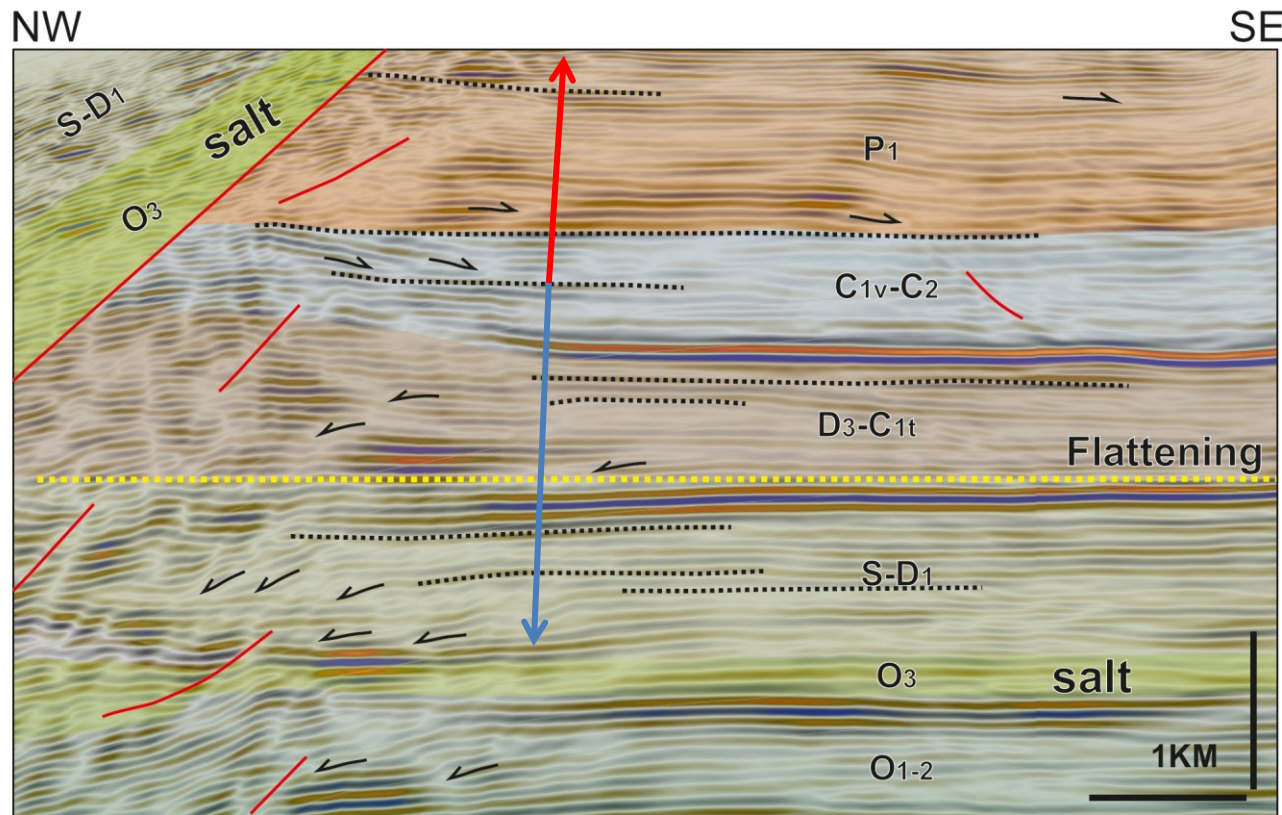 NW
SE
S-D1
salt
O3
P1
C1v-C2
D3-C1t
Flattening
S-D1
O3
salt
1KM
O1-2